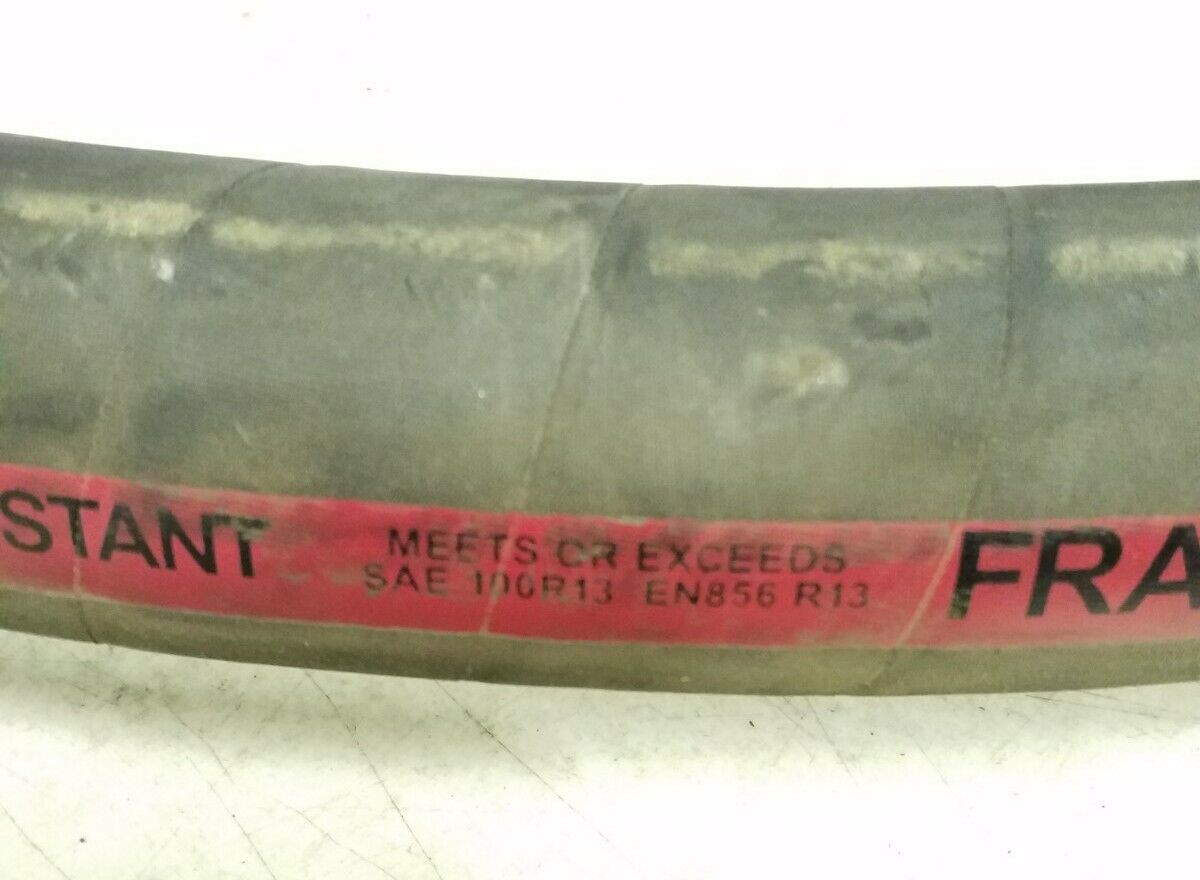 STANT
MEETS OR EXCEEDS
SAE 100R13 EN856 R13
FRA